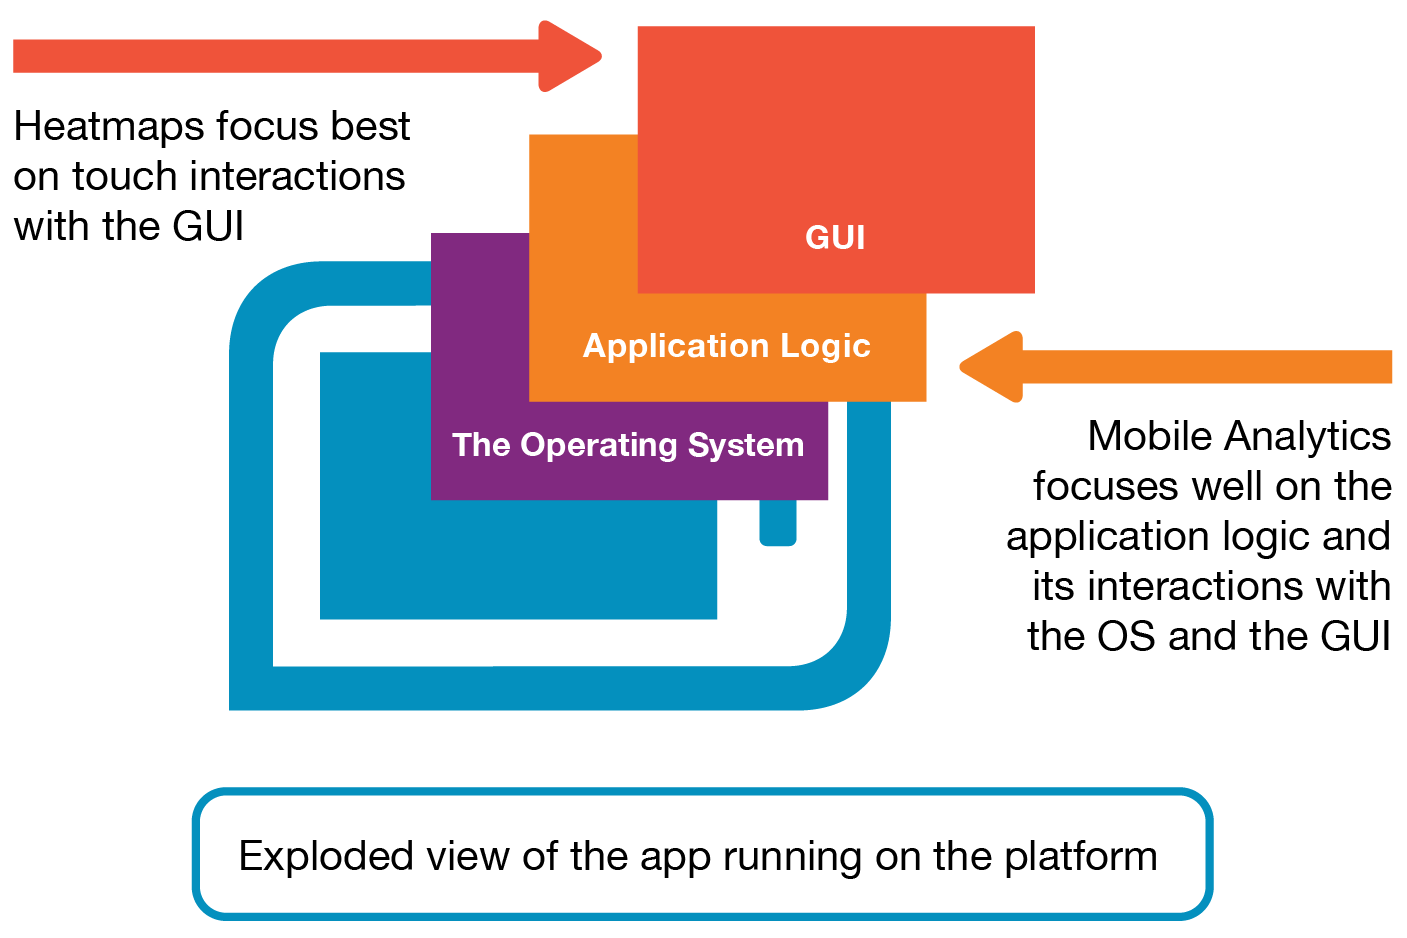 Heatmaps focus best
on touch interactions
with the GUI
GUI
Application Logic
The Operating System
Mobile Analytics
focuses well on the
application logic and
its interactions with
the OS and the GUI
Exploded view of the app running on the platform